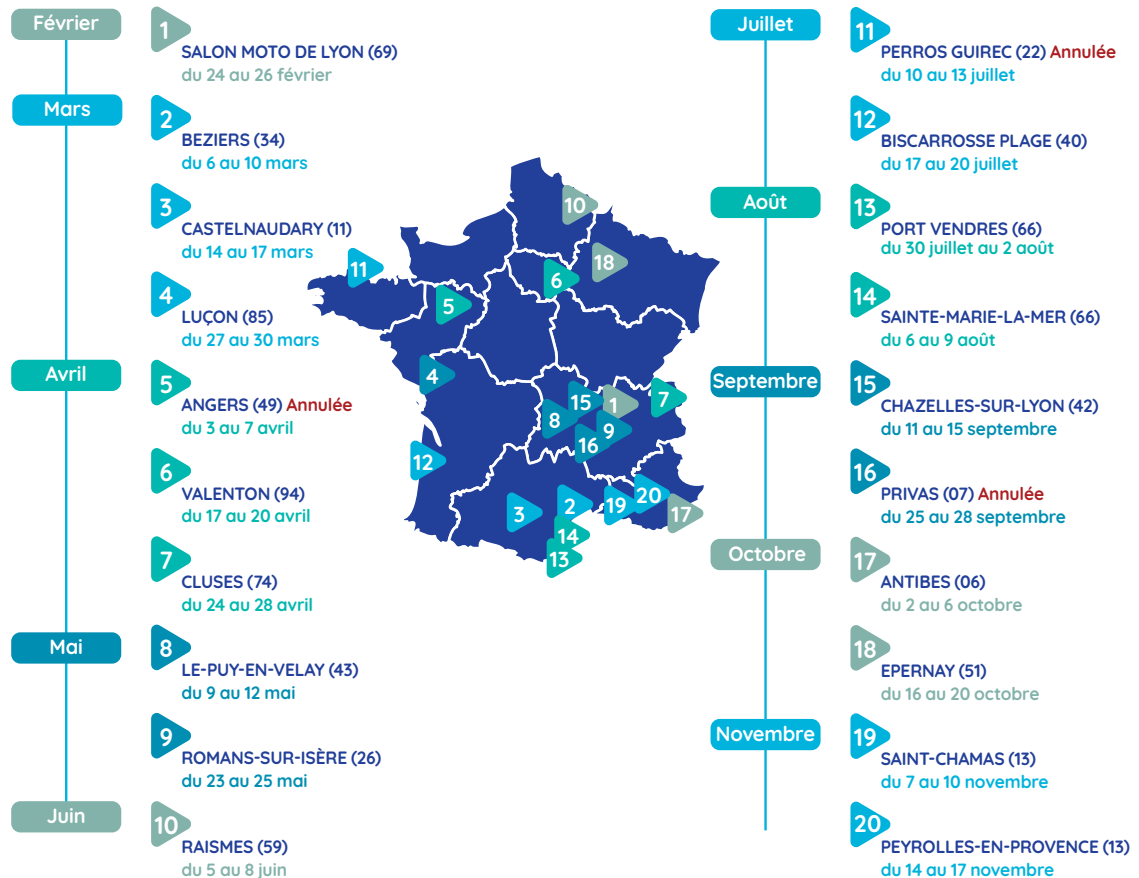 Février
1
SALON MOTO DE LYON (69)
du 24 au 26 février
Mars
2
BEZIERS (34)
du 6 au 10 mars
3
CASTELNAUDARY (11)
du 14 au 17 mars
4
LUÇON (85)
du 27 au 30 mars
Avril
5
ANGERS (49) Annulée
du 3 au 7 avril
6
VALENTON (94)
du 17 au 20 avril
7
CLUSES (74)
du 24 au 28 avril
Mai
8
LE-PUY-EN-VELAY (43)
du 9 au 12 mai
9
ROMANS-SUR-ISÈRE (26)
du 23 au 25 mai
Juin
10
RAISMES (59)
du 5 au 8 juin
10
18
11
6
5
4
15
1
7
8
9
16
12
20
2
19
3
17
14
13
Juillet
11
PERROS GUIREC (22) Annulée
du 10 au 13 juillet
12
BISCARROSSE PLAGE (40)
du 17 au 20 juillet
Août
13
PORT VENDRES (66)
du 30 juillet au 2 août
14
SAINTE-MARIE-LA-MER (66)
du 6 au 9 août
Septembre
15
CHAZELLES-SUR-LYON (42)
du 11 au 15 septembre
16
PRIVAS (07) Annulée
du 25 au 28 septembre
Octobre
17
ANTIBES (06)
du 2 au 6 octobre
18
EPERNAY (51)
du 16 au 20 octobre
Novembre
19
SAINT-CHAMAS (13)
du 7 au 10 novembre
20
PEYROLLES-EN-PROVENCE (13)
du 14 au 17 novembre